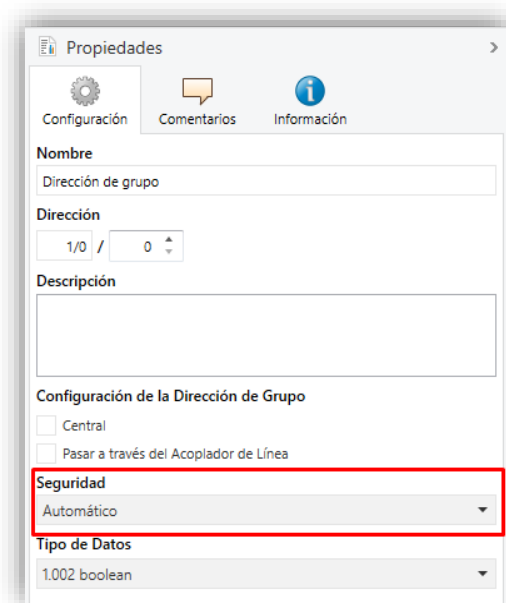 Propiedades
Configuración Comentarios Información
Nombre
Dirección de grupo
Dirección
1/0 / 0
Descripción
Configuración de la Dirección de Grupo
Central
Pasar a través del Acoplador de Línea
Seguridad
Automático
Tipo de Datos
1.002 boolean